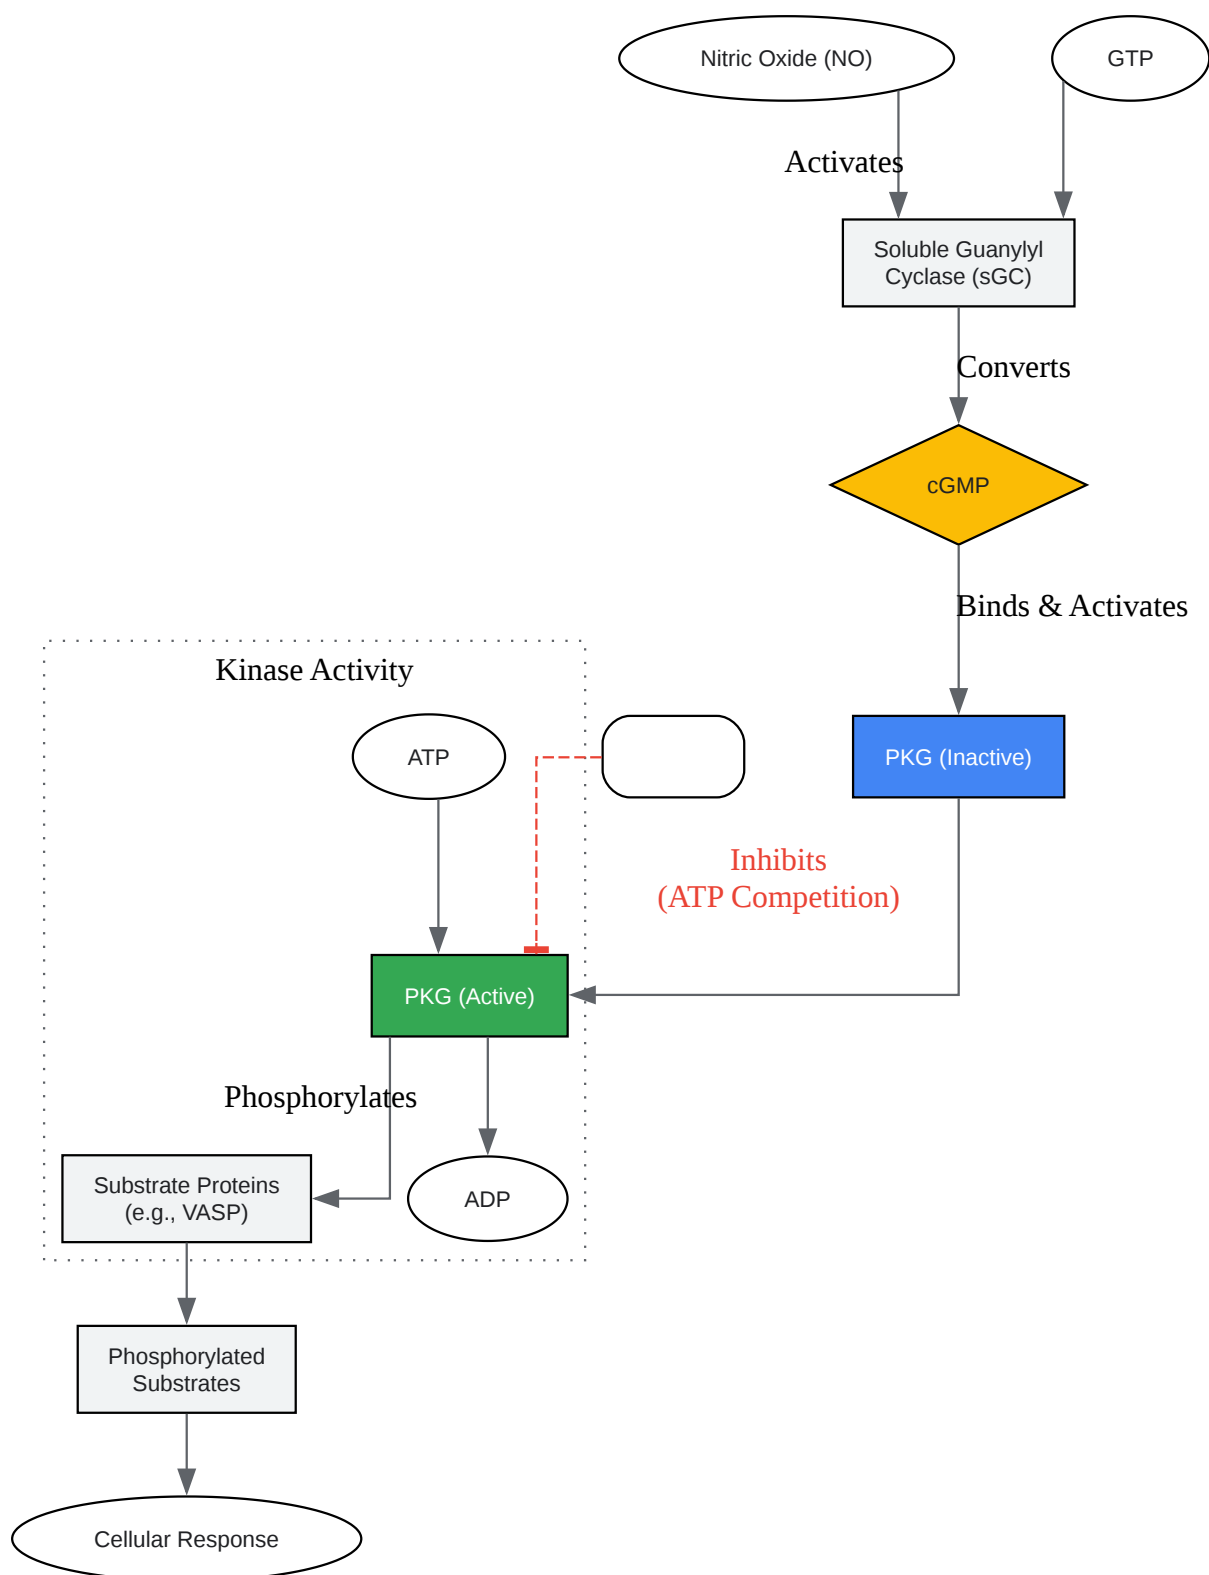 Nitric Oxide (NO)
GTP
Activates
Soluble Guanylyl
Cyclase (sGC)
Converts
cGMP
Binds & Activates
Kinase Activity
ATP
PKG (Inactive)
Inhibits
(ATP Competition)
PKG (Active)
Phosphorylates
Substrate Proteins
(e.g., VASP)
ADP
Phosphorylated
Substrates
Cellular Response